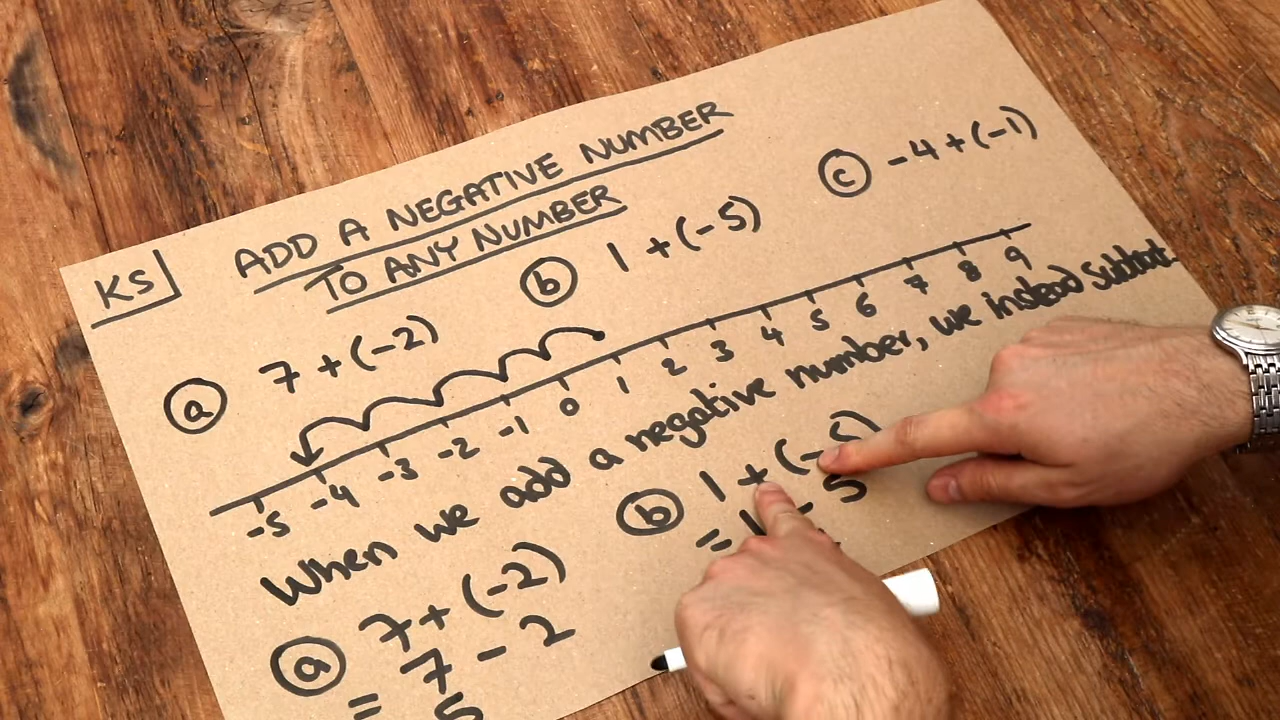 KS
ADD A NEGATIVE NUMBER
TO ANY NUMBER
a 7 + (-2)
b 1 + (-5)
c -4 + (-1)
-5 -4 -3 -2 -1 0 1 2 3 4 5 6 7 8 9
When we add a negative number, we instead subtract.
a 7 + (-2)
= 7 - 2
5
b 1 + (-5)
= 1 - 5